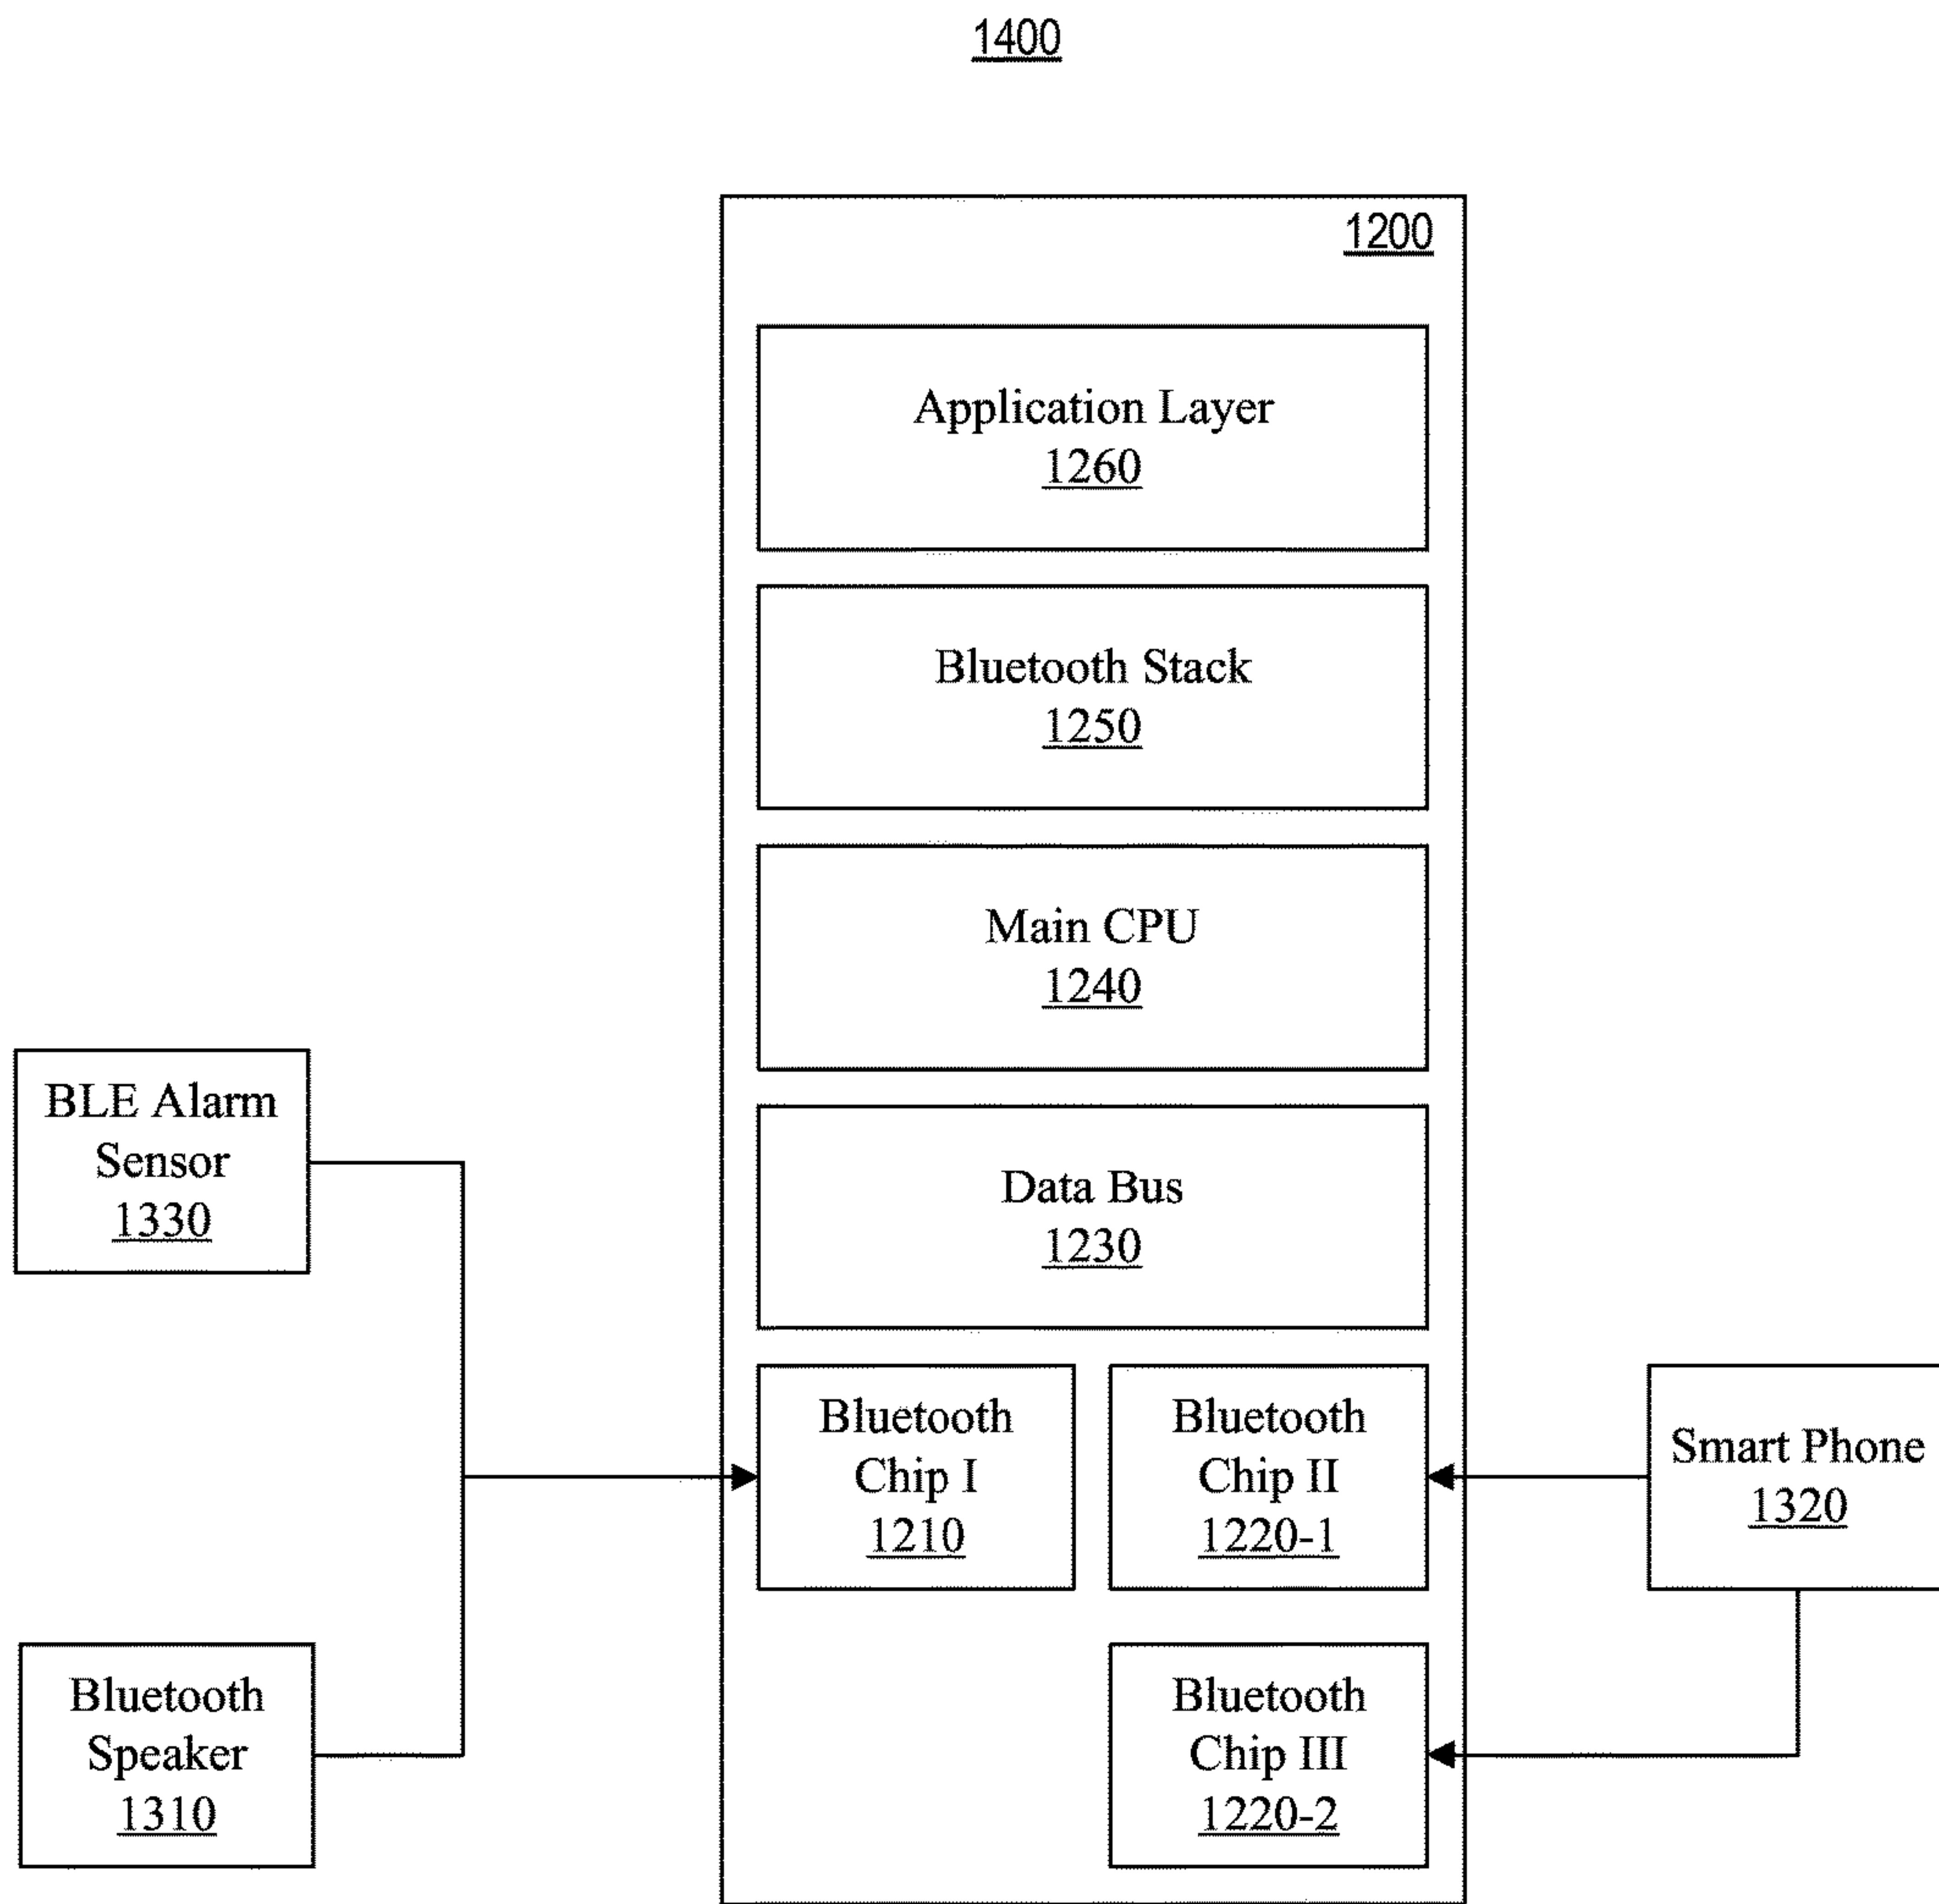 1400
1200
Application Layer
1260
Bluetooth Stack
1250
Main CPU
1240
BLE Alarm
Sensor
1330
Data Bus
1230
Bluetooth
Chip I
1210
Bluetooth
Chip II
1220-1
Smart Phone
1320
Bluetooth
Speaker
1310
Bluetooth
Chip III
1220-2